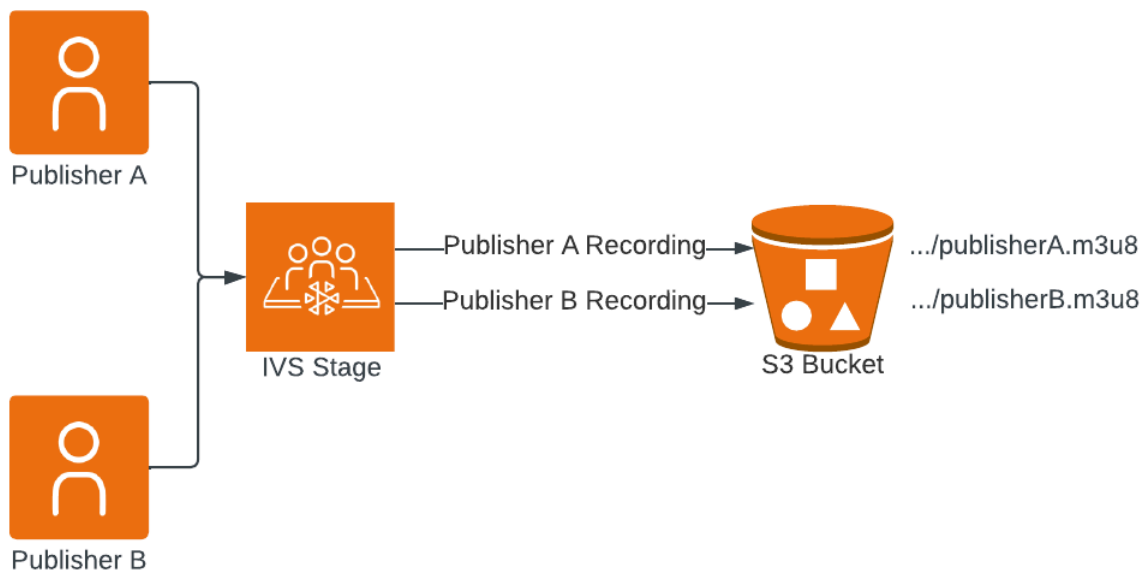 Publisher A
Publisher A Recording
.../publisherA.m3u8
Publisher B Recording
.../publisherB.m3u8
IVS Stage
S3 Bucket
Publisher B